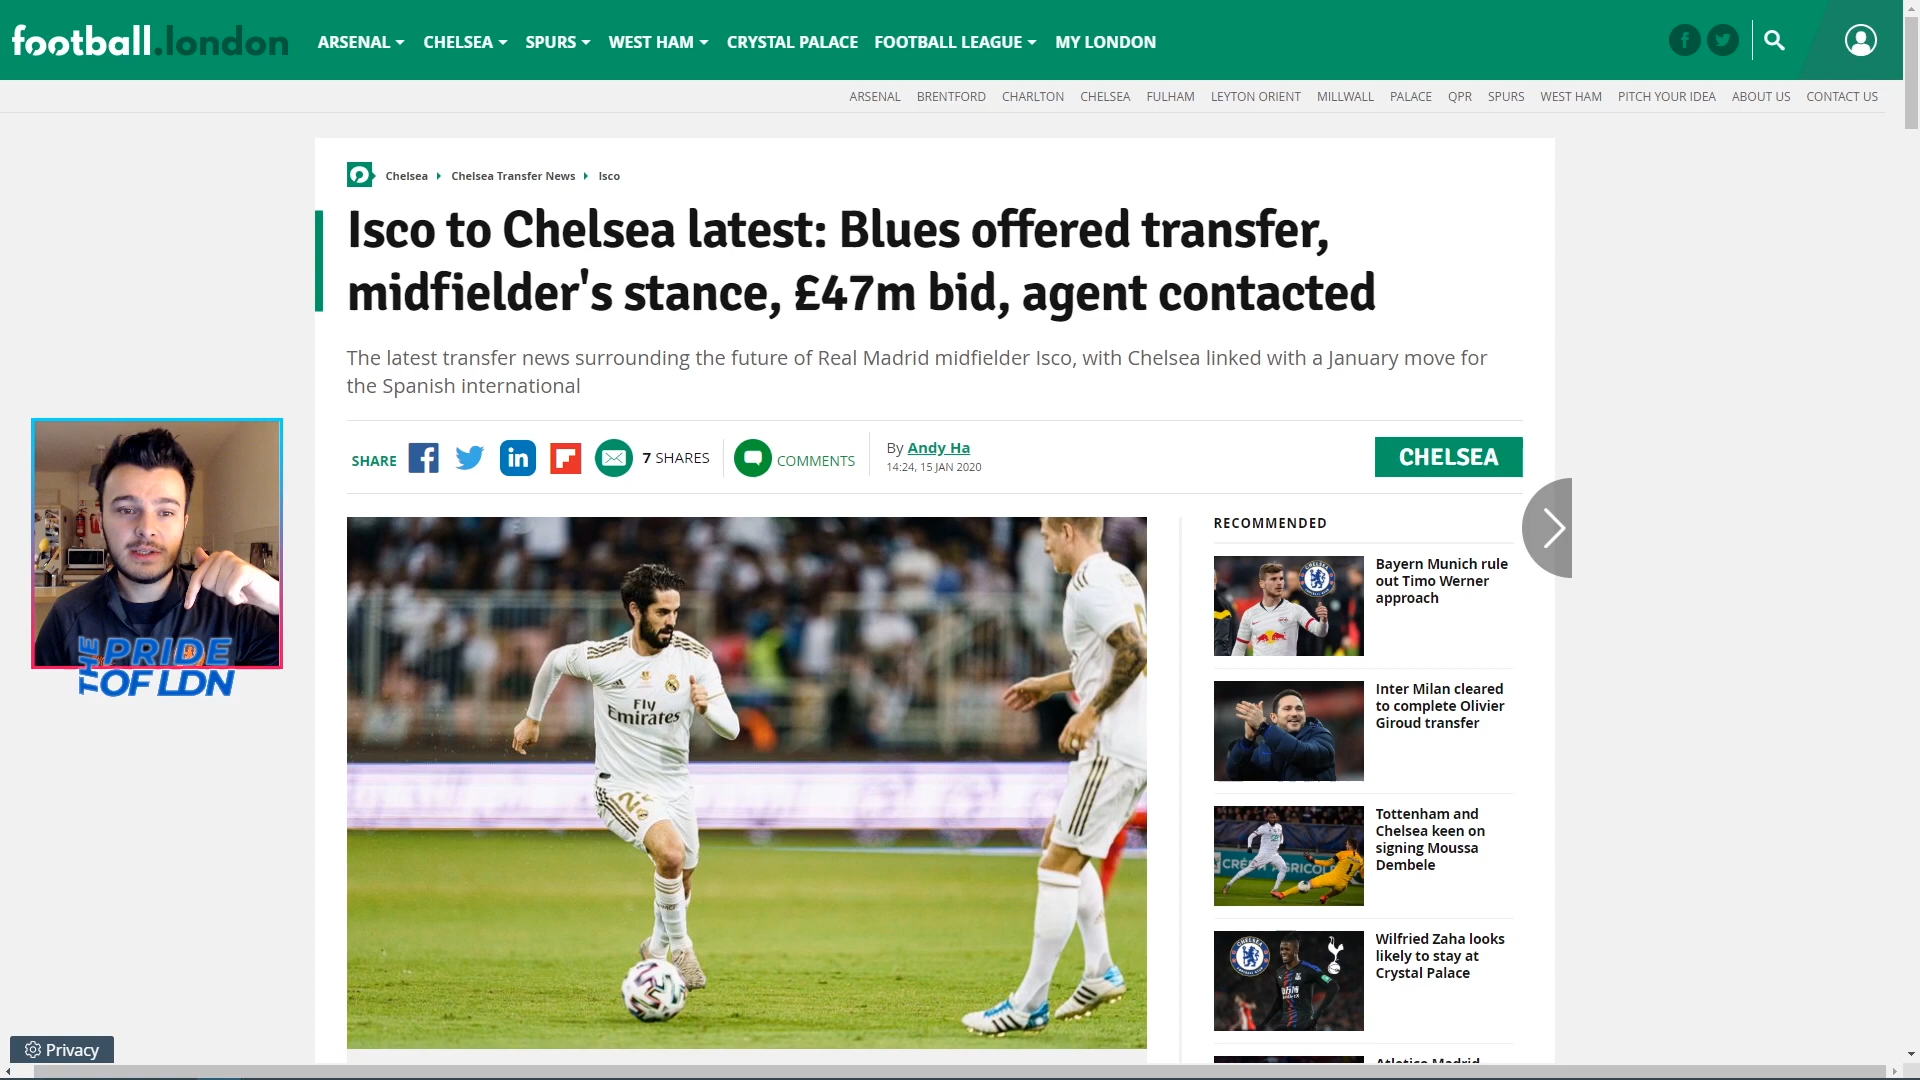 football.london
ARSENAL
CHELSEA
SPURS
WEST HAM
CRYSTAL PALACE
FOOTBALL LEAGUE
MY LONDON
ARSENAL
BRENTFORD
CHARLTON
CHELSEA
FULHAM
LEYTON ORIENT
MILLWALL
PALACE
QPR
SPURS
WEST HAM
PITCH YOUR IDEA
ABOUT US
CONTACT US
Chelsea
Chelsea Transfer News
Isco
Isco to Chelsea latest: Blues offered transfer,
midfielder's stance, £47m bid, agent contacted
The latest transfer news surrounding the future of Real Madrid midfielder Isco, with Chelsea linked with a January move for
the Spanish international
SHARE
7 SHARES
COMMENTS
By Andy Ha
14:24, 15 JAN 2020
CHELSEA
THE PRIDE
OF LDN
Fly
Emirates
RECOMMENDED
Bayern Munich rule
out Timo Werner
approach
Inter Milan cleared
to complete Olivier
Giroud transfer
Tottenham and
Chelsea keen on
signing Moussa
Dembele
Wilfried Zaha looks
likely to stay at
Crystal Palace
Atletico Madrid
Privacy